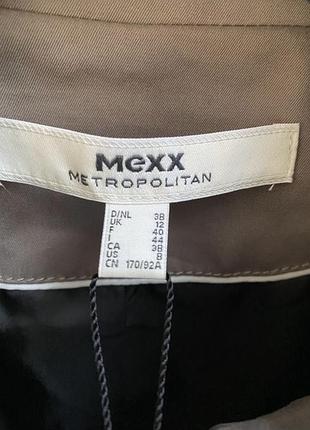 Mexx
METROPOLITAN
D/NL 38
UK 12
F 40
I 44
CA 38
US 8
CN 170/92A